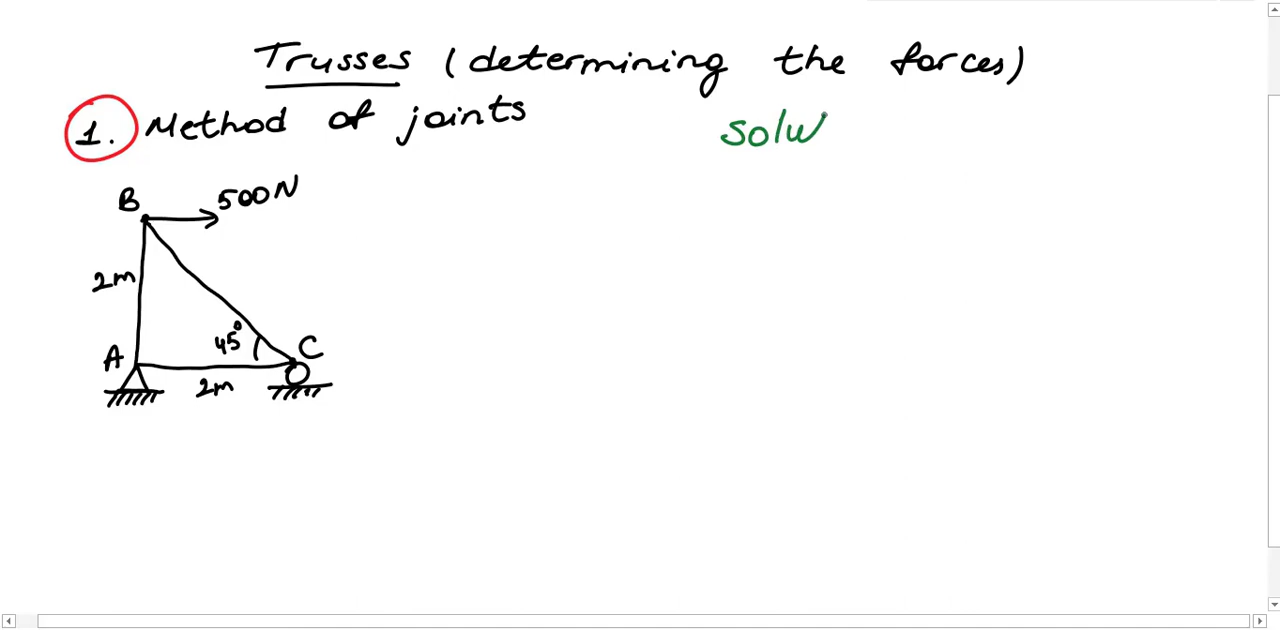 Trusses (determining the forces)
1. Method of joints
solu
B
500N
2m
45°
A
C
2m